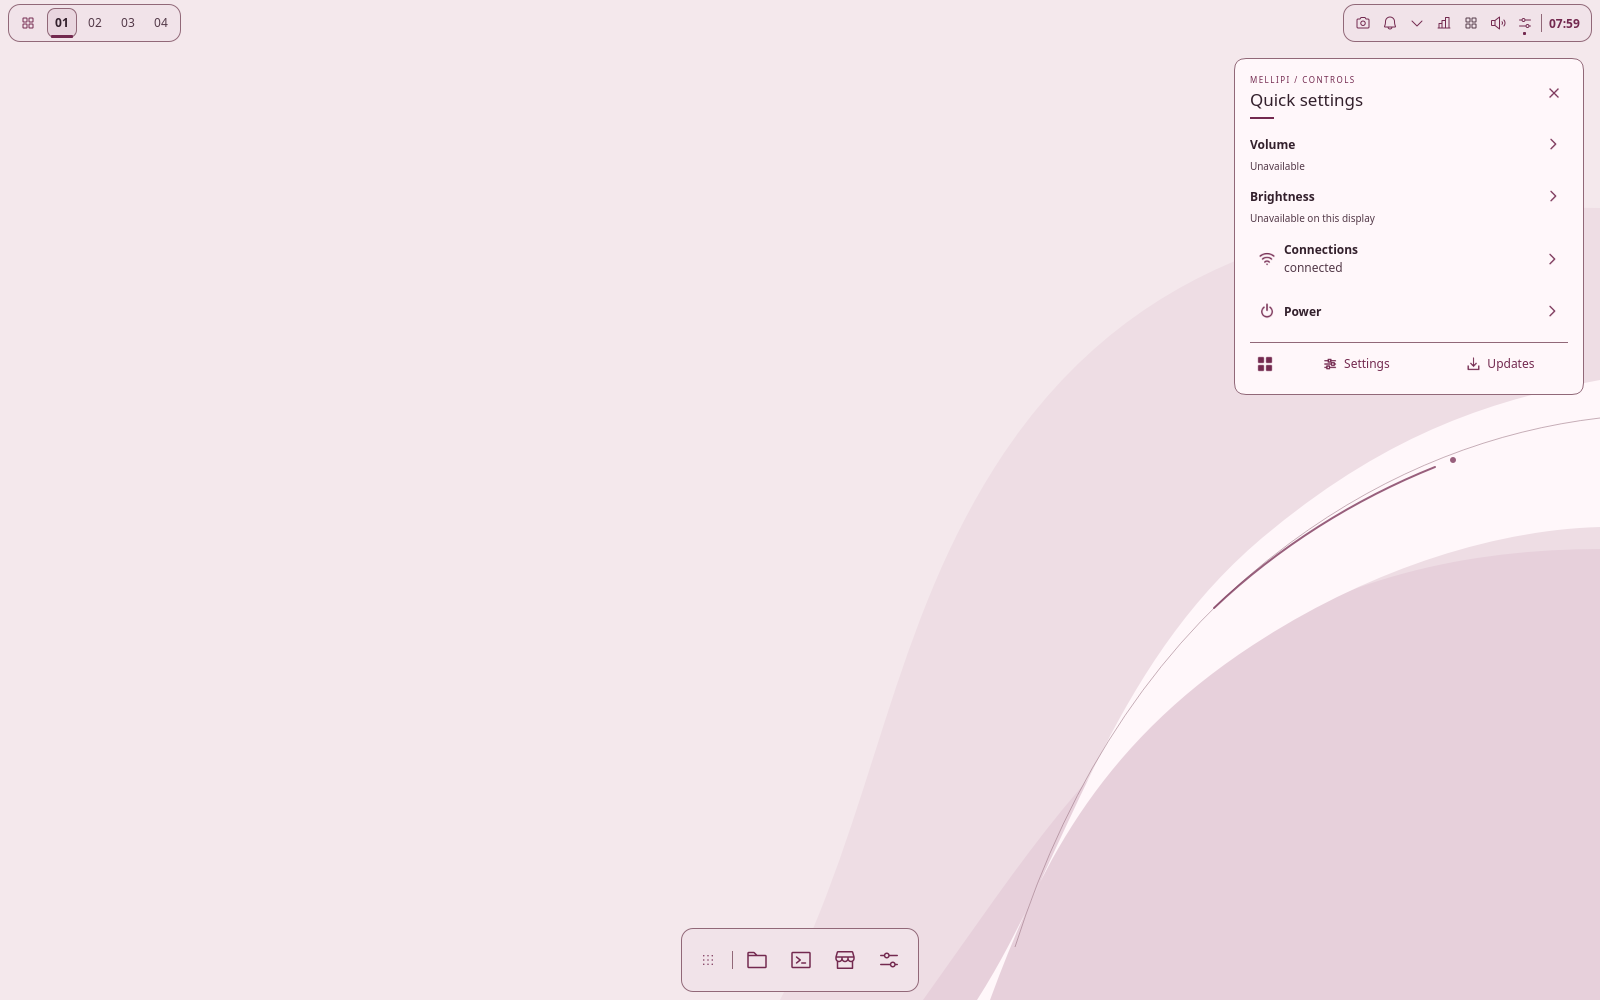 01 02 03 04
07:59
MELLIPI / CONTROLS
Quick settings
Volume
Unavailable
Brightness
Unavailable on this display
Connections
connected
Power
Settings Updates